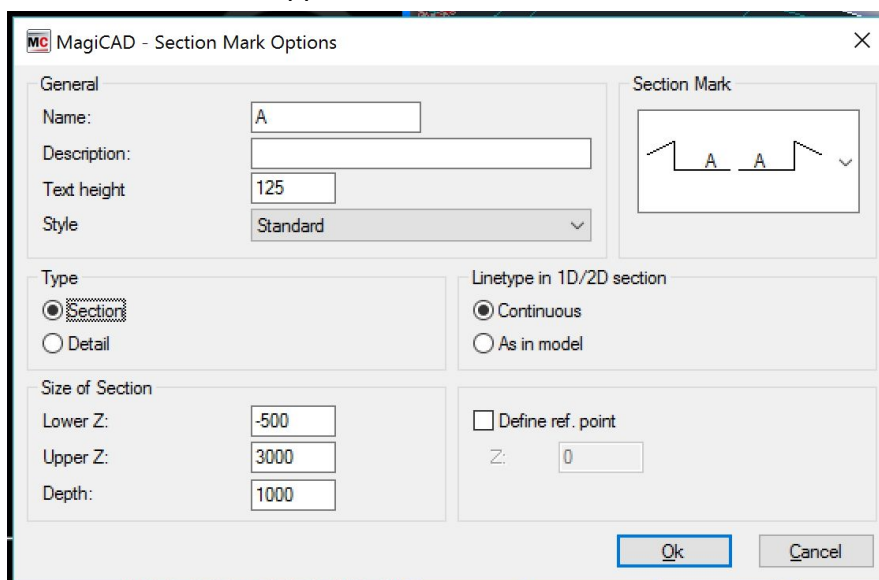 MC MagiCAD - Section Mark Options
General
Name: A
Description:
Text height 125
Style Standard
Section Mark
A A
Type
Section
Detail
Linetype in 1D/2D section
Continuous
As in model
Size of Section
Lower Z: -500
Upper Z: 3000
Depth: 1000
Define ref. point
Z: 0
Ok Cancel